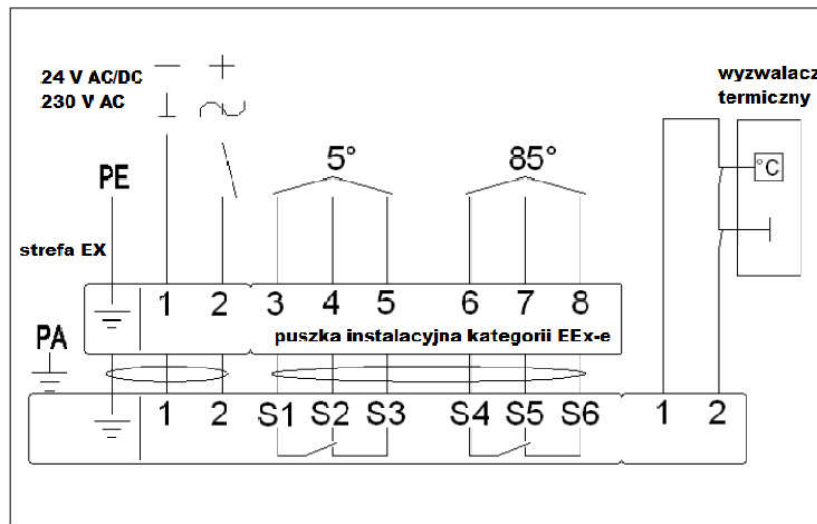 24 V AC/DC
230 V AC
wyzwalacz
termiczny
5°
85°
°C
PE
strefa EX
1 2 3 4 5 6 7 8
puszka instalacyjna kategorii EEx-e
PA
1 2 S1 S2 S3 S4 S5 S6 1 2